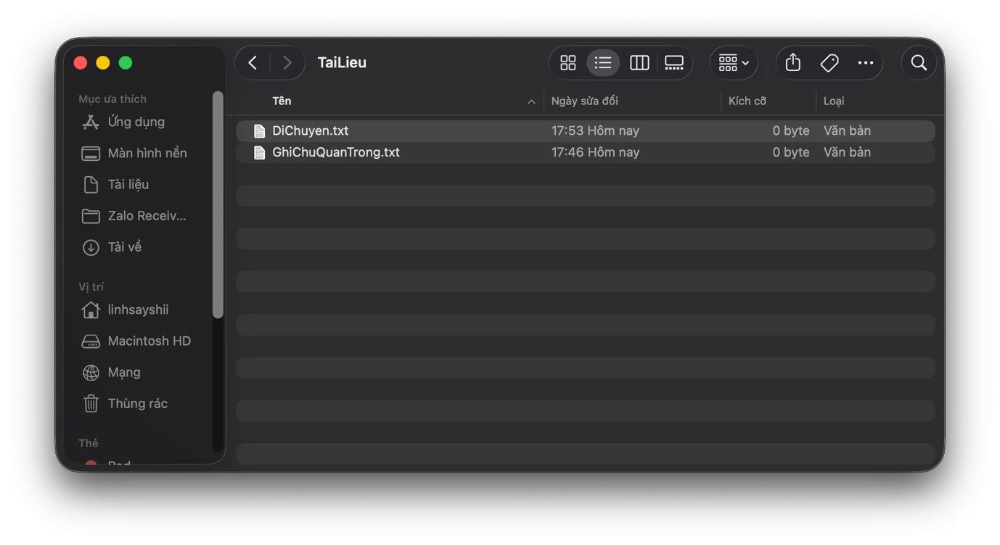 TaiLieu
Mục ưa thích
Ứng dụng
Màn hình nền
Tài liệu
Zalo Receiv...
Tải về
Vị trí
linhsayshii
Macintosh HD
Mạng
Thùng rác
Thẻ
Red
Tên Ngày sửa đổi Kích cỡ Loại
DiChuyen.txt 17:53 Hôm nay 0 byte Văn bản
GhiChuQuanTrong.txt 17:46 Hôm nay 0 byte Văn bản